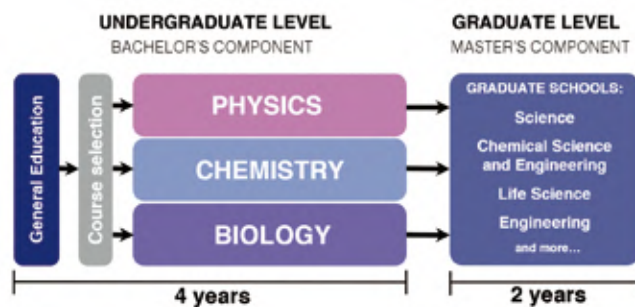 UNDERGRADUATE LEVEL
BACHELOR'S COMPONENT
GRADUATE LEVEL
MASTER'S COMPONENT
General Education
Course selection
PHYSICS
CHEMISTRY
BIOLOGY
GRADUATE SCHOOLS:
Science
Chemical Science
and Engineering
Life Science
Engineering
and more...
4 years
2 years